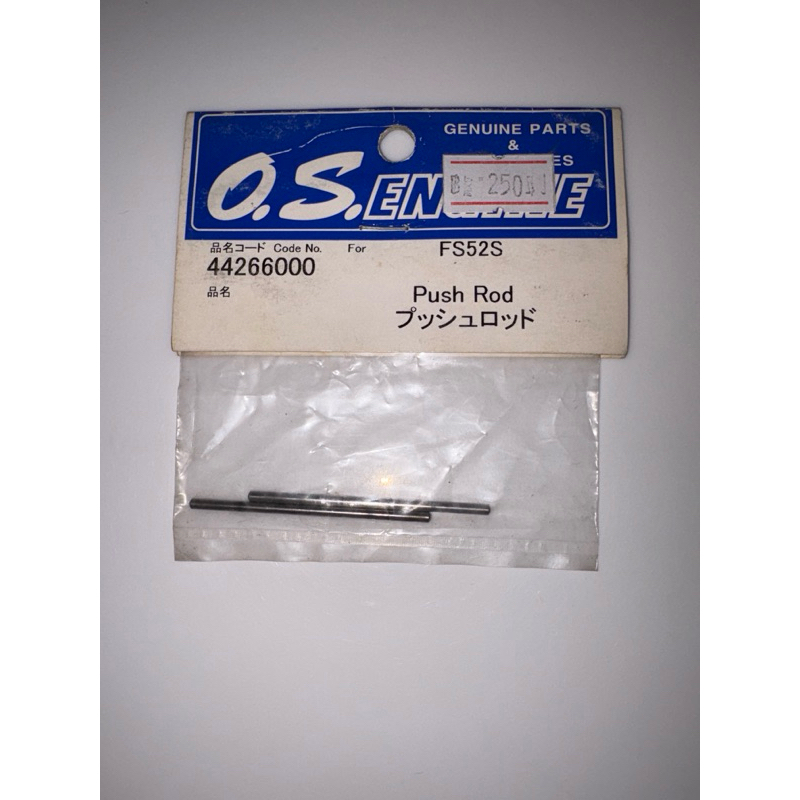 GENUINE PARTS
&
O.S. ENGINE
品名コード Code No. For FS52S
44266000
品名 Push Rod
プッシュロッド